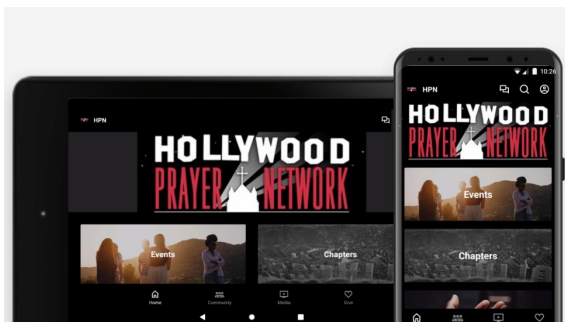 HPN
HOLLYWOOD
PRAYER NETWORK
Events
Chapters
Home
Community
Media
Give
10:26
HPN
HOLLYWOOD
PRAYER NETWORK
Events
Chapters